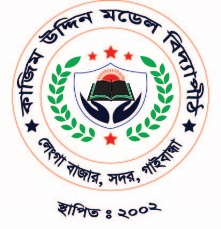 কাজিম উদ্দিন মডেল বিদ্যাপীঠ
লেংগা বাজার, সদর, গাইবান্ধা
স্থাপিত ঃ ২০০২